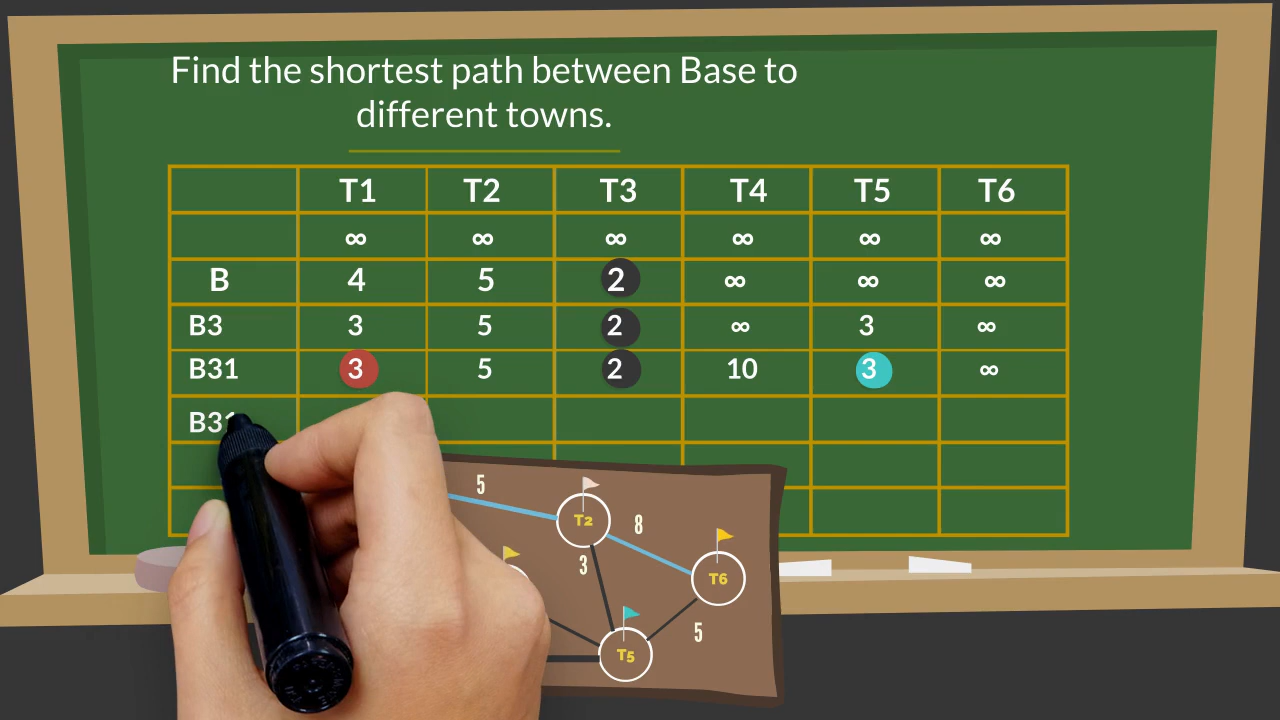 Find the shortest path between Base to
different towns.
T1 T2 T3 T4 T5 T6
∞ ∞ ∞ ∞ ∞ ∞
B 4 5 2 ∞ ∞ ∞
B3 3 5 2 ∞ 3 ∞
B31 3 5 2 10 3 ∞
B31
5
T2
8
3
T6
5
T5